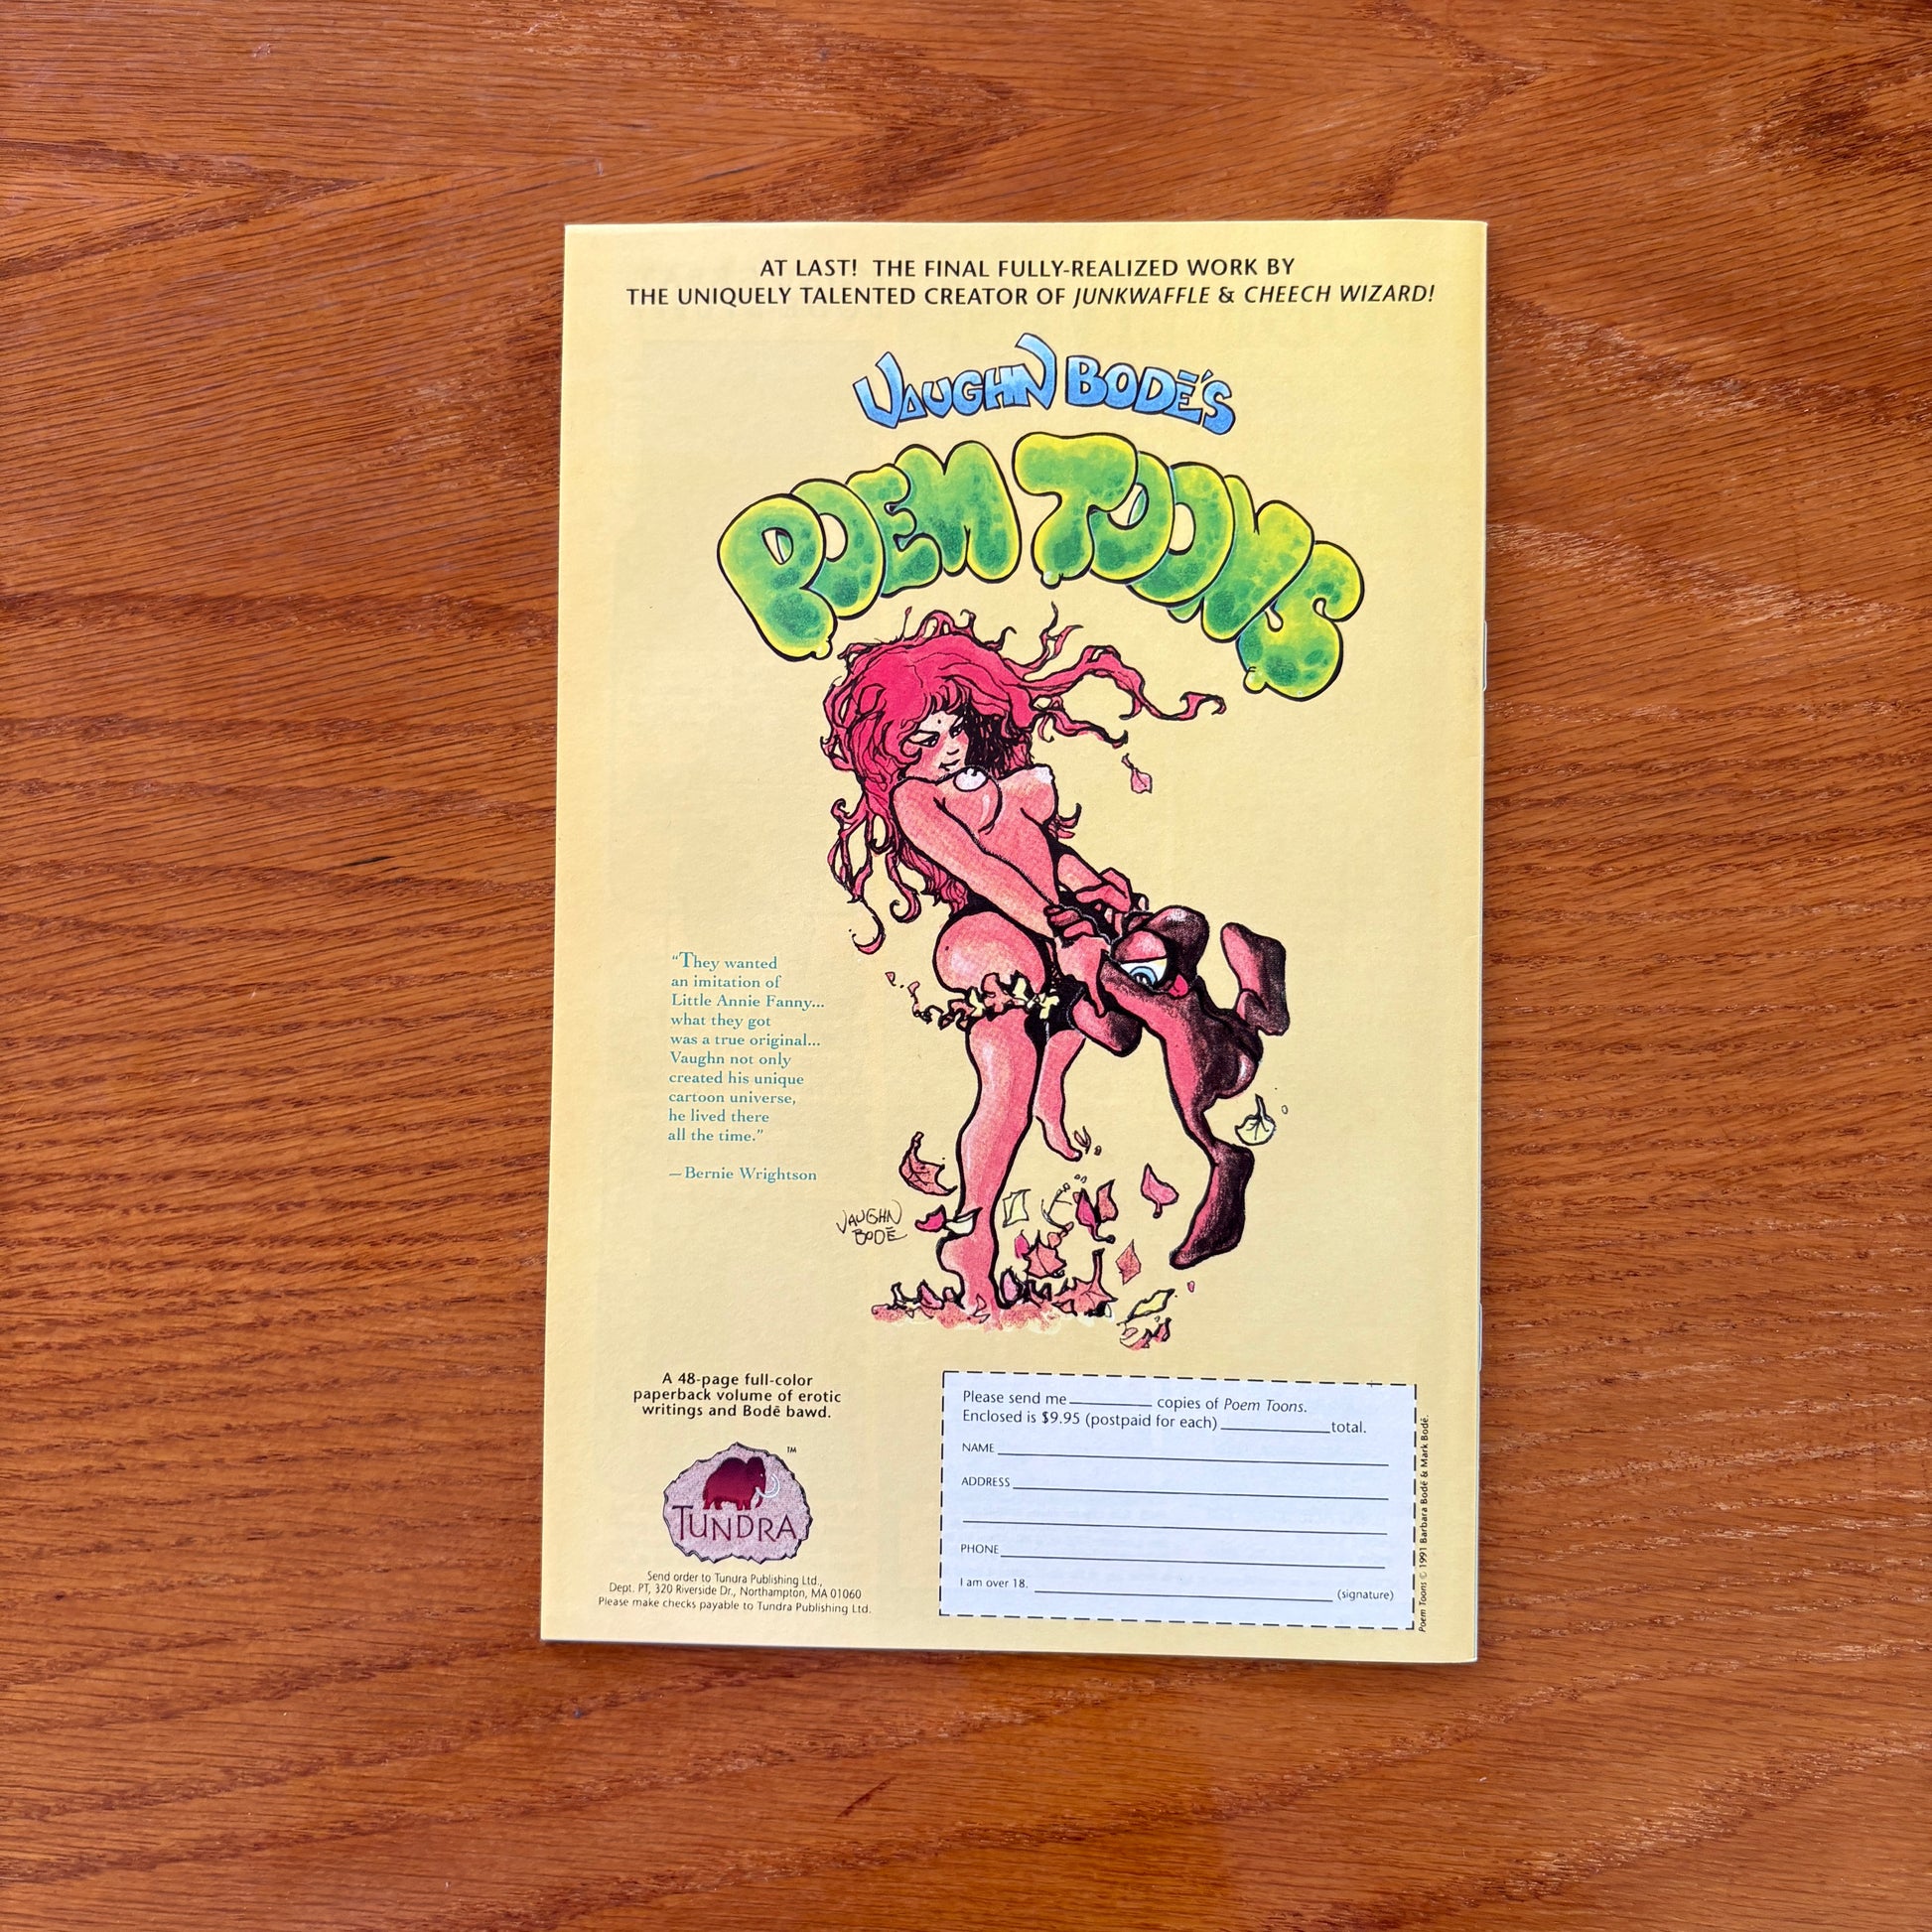 AT LAST! THE FINAL FULLY-REALIZED WORK BY
THE UNIQUELY TALENTED CREATOR OF JUNKWAFFLE & CHEECH WIZARD!
VAUGHN BODĒ'S
POEM TOONS
“They wanted
an imitation of
Little Annie Fanny...
what they got
was a true original...
Vaughn not only
created his unique
cartoon universe,
he lived there
all the time.”
—Bernie Wrightson
VAUGHN
BODĒ
A 48-page full-color
paperback volume of erotic
writings and Bodē bawd.
TM
TUNDRA
Send order to Tundra Publishing Ltd.,
Dept. PT, 320 Riverside Dr., Northampton, MA 01060
Please make checks payable to Tundra Publishing Ltd.
Please send me ________ copies of Poem Toons.
Enclosed is $9.95 (postpaid for each) ________ total.
NAME
ADDRESS
PHONE
I am over 18. ________ (signature)
Poem Toons © 1991 Barbara Bodē & Mark Bodē.